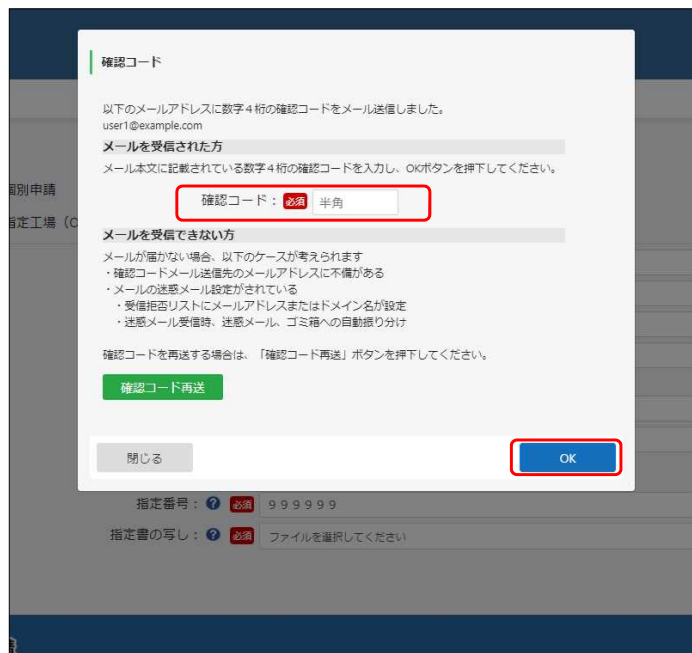 確認コード
以下のメールアドレスに数字４桁の確認コードをメール送信しました。
user1@example.com
メールを受信された方
メール本文に記載されている数字４桁の確認コードを入力し、OKボタンを押下してください。
個別申請
確認コード： 必須 半角
指定工場（O
メールを受信できない方
メールが届かない場合、以下のケースが考えられます
・確認コードメール送信先のメールアドレスに不備がある
・メールの迷惑メール設定がされている
・受信拒否リストにメールアドレスまたはドメイン名が設定
・迷惑メール受信時、迷惑メール、ゴミ箱への自動振り分け
確認コードを再送する場合は、「確認コード再送」ボタンを押下してください。
確認コード再送
閉じる OK
指定番号： ? 必須 ９９９９９９
指定書の写し： ? 必須 ファイルを選択してください